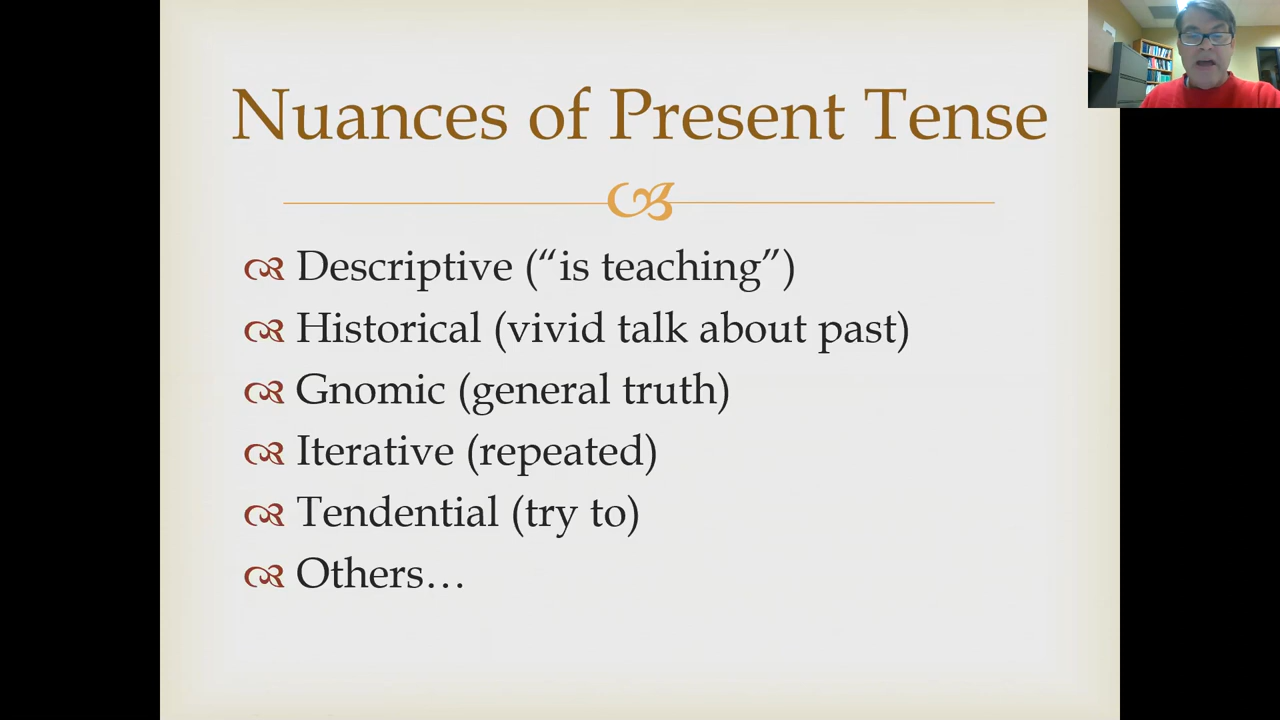 Nuances of Present Tense
Descriptive (“is teaching”)
Historical (vivid talk about past)
Gnomic (general truth)
Iterative (repeated)
Tendential (try to)
Others…